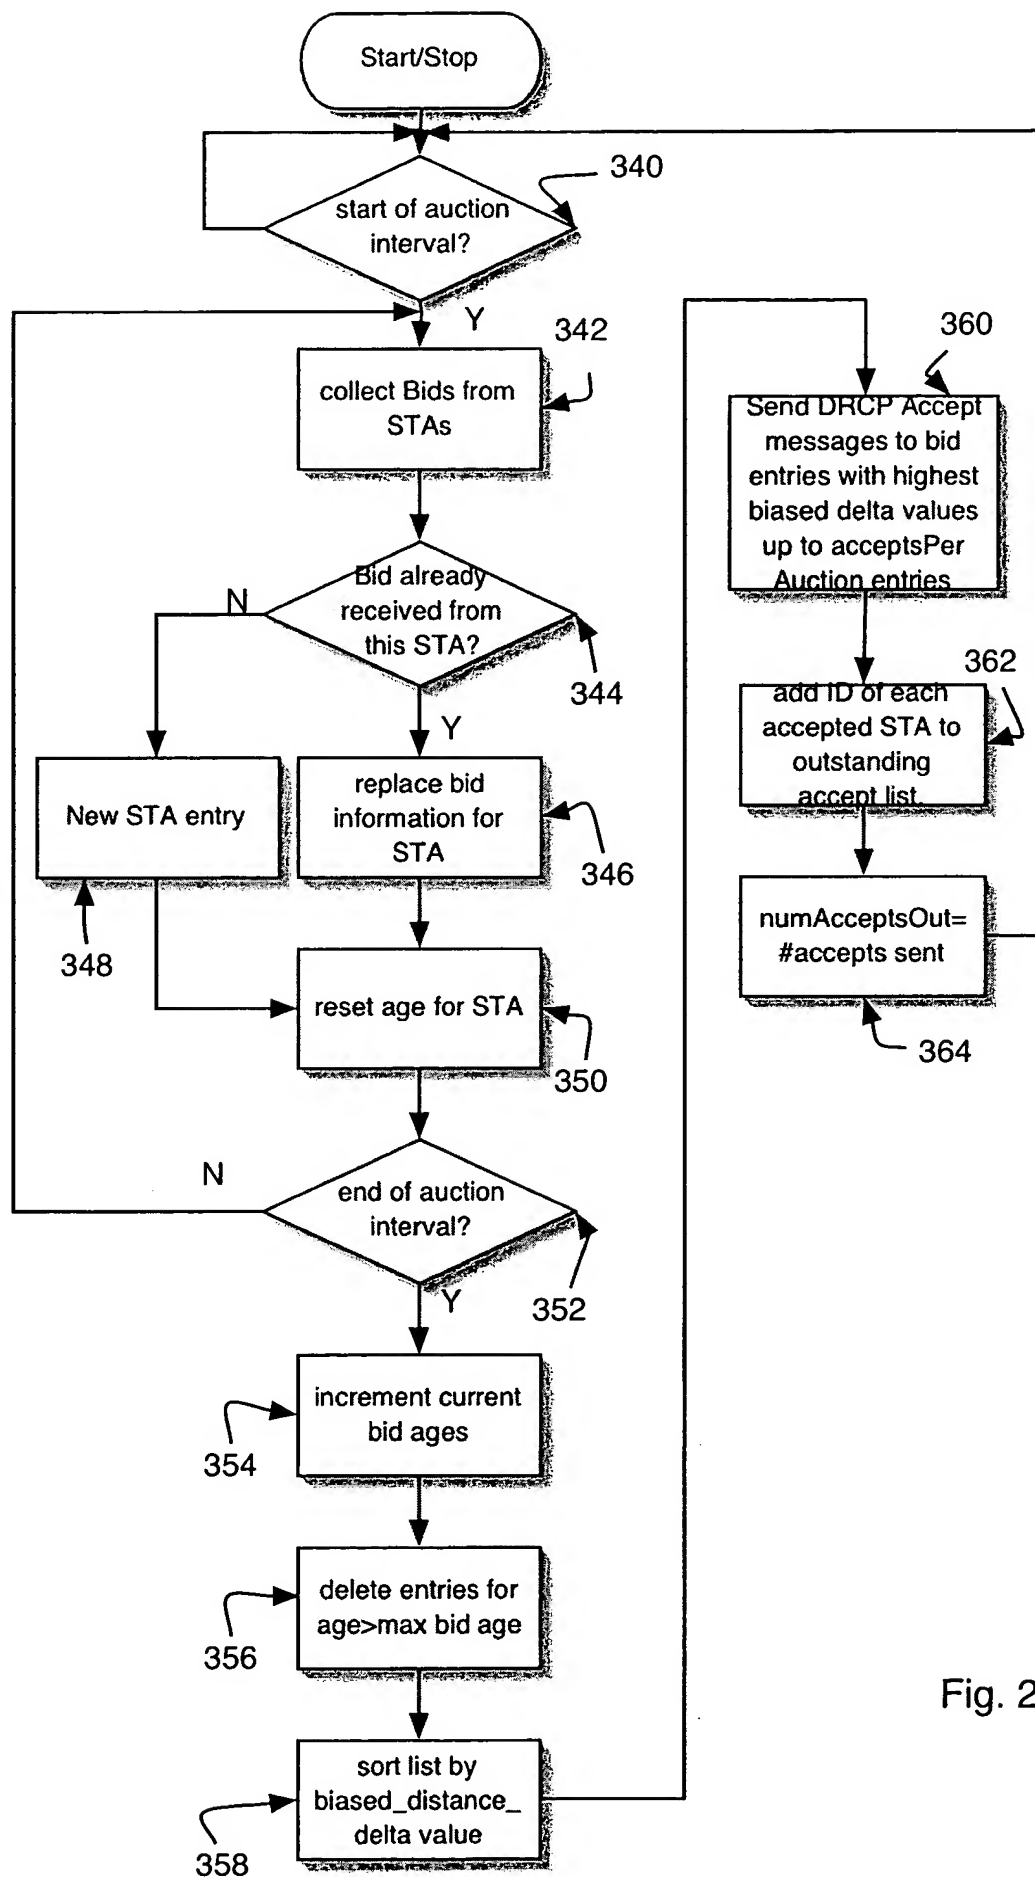 Start/Stop
start of auction
interval?
340
Y
342
collect Bids from
STAs
Bid already
received from
this STA?
N
344
Y
New STA entry
348
replace bid
information for
STA
346
reset age for STA
350
end of auction
interval?
N
352
Y
increment current
bid ages
354
delete entries for
age>max bid age
356
sort list by
biased_distance_
delta value
358
360
Send DRCP Accept
messages to bid
entries with highest
biased delta values
up to acceptsPer
Auction entries
362
add ID of each
accepted STA to
outstanding
accept list.
numAcceptsOut=
#accepts sent
364
Fig. 2